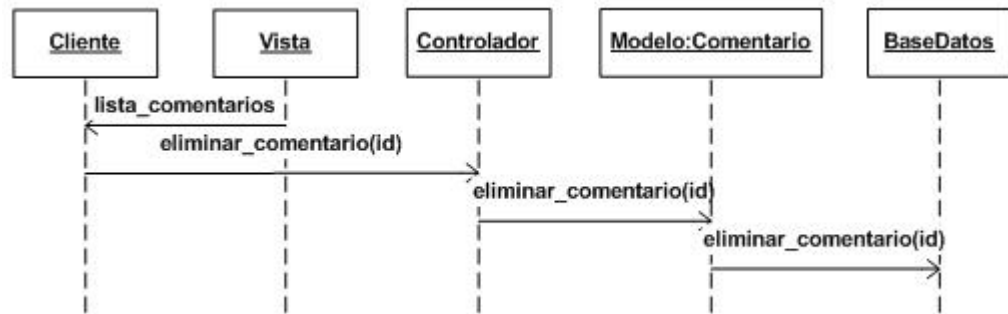 Cliente
Vista
Controlador
Modelo:Comentario
BaseDatos
lista_comentarios
eliminar_comentario(id)
eliminar_comentario(id)
eliminar_comentario(id)